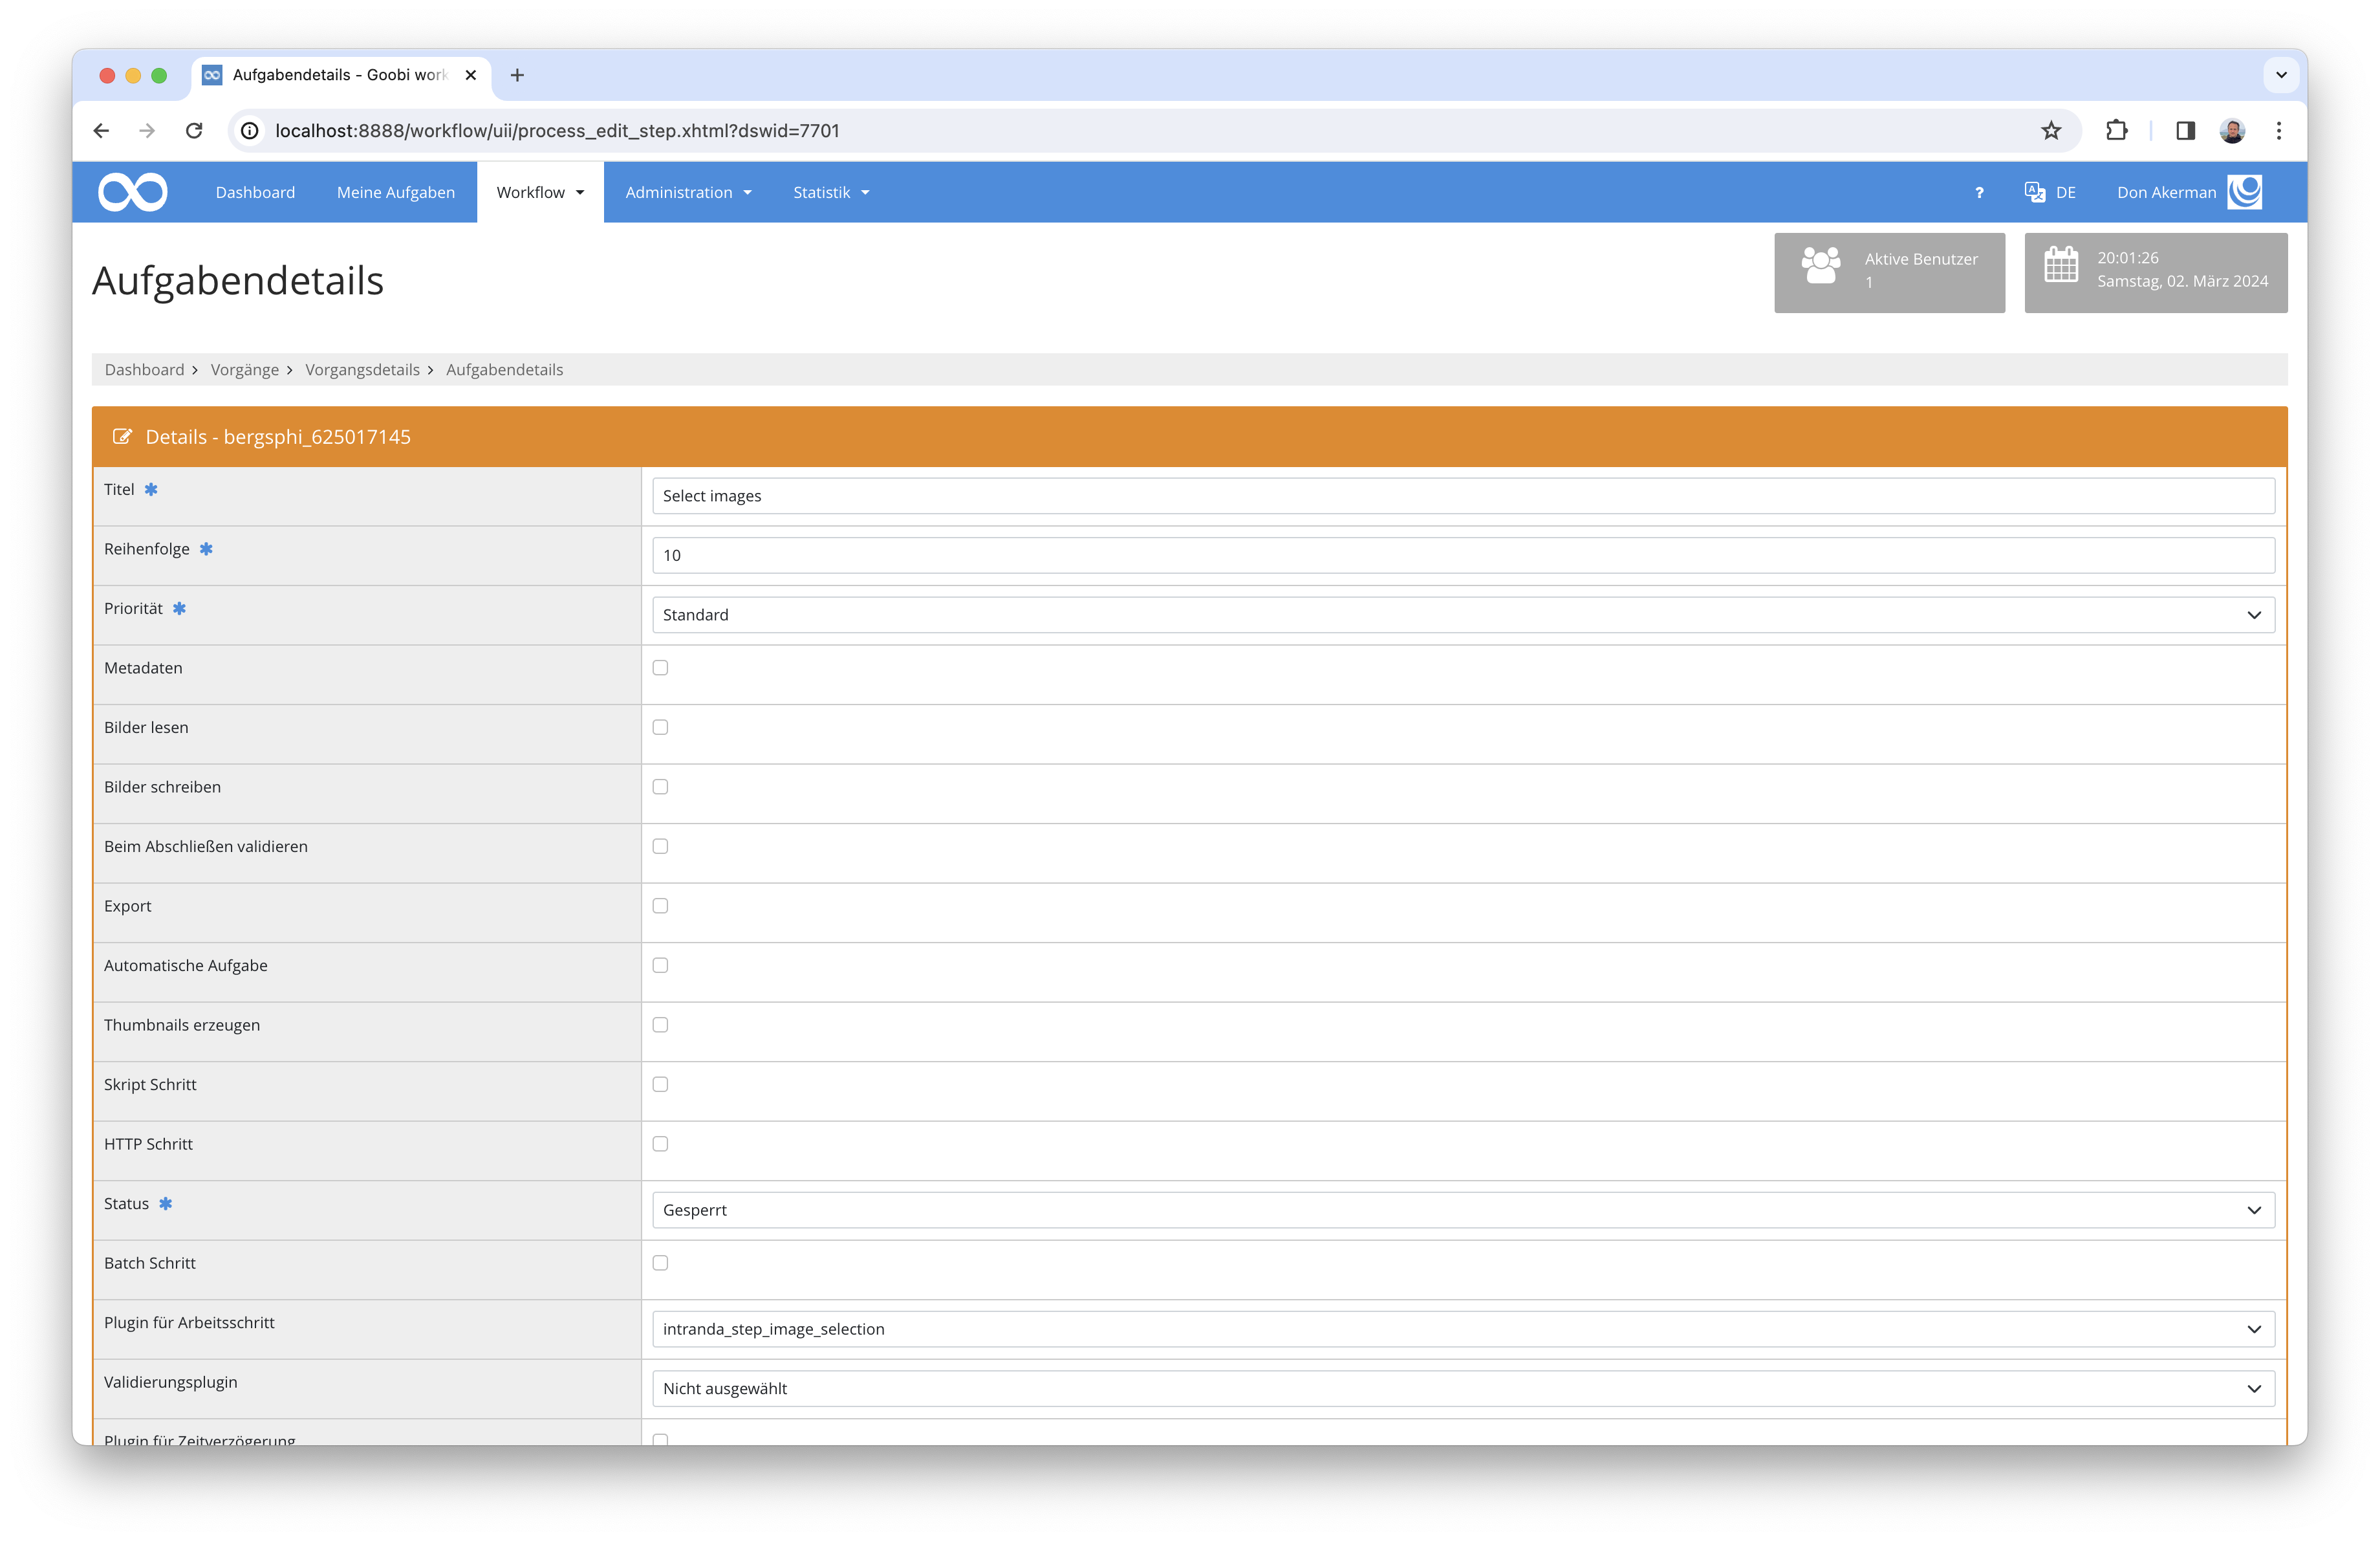 Aufgabendetails - Goobi work
localhost:8888/workflow/uii/process_edit_step.xhtml?dswid=7701
Dashboard Meine Aufgaben Workflow Administration Statistik ? DE Don Akerman
Aufgabendetails
Aktive Benutzer
1
20:01:26
Samstag, 02. März 2024
Dashboard Vorgänge Vorgangsdetails Aufgabendetails
Details - bergsphi_625017145
Titel Select images
Reihenfolge 10
Priorität Standard
Metadaten
Bilder lesen
Bilder schreiben
Beim Abschließen validieren
Export
Automatische Aufgabe
Thumbnails erzeugen
Skript Schritt
HTTP Schritt
Status Gesperrt
Batch Schritt
Plugin für Arbeitsschritt intranda_step_image_selection
Validierungsplugin Nicht ausgewählt
Plugin für Zeitverzögerung